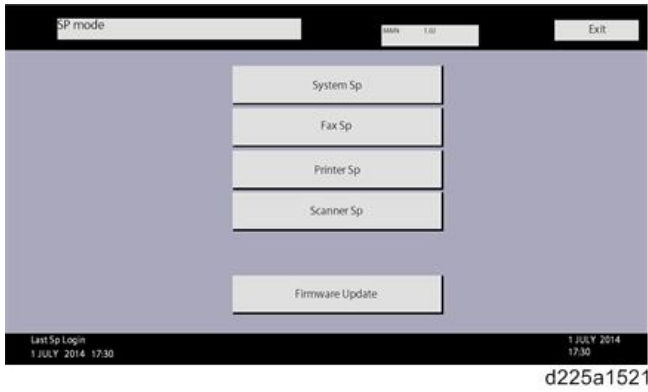 SP mode
MAIN 1.02
Exit
System Sp
Fax Sp
Printer Sp
Scanner Sp
Firmware Update
Last Sp Login
1 JULY 2014 17:30
1 JULY 2014
17:30
d225a1521